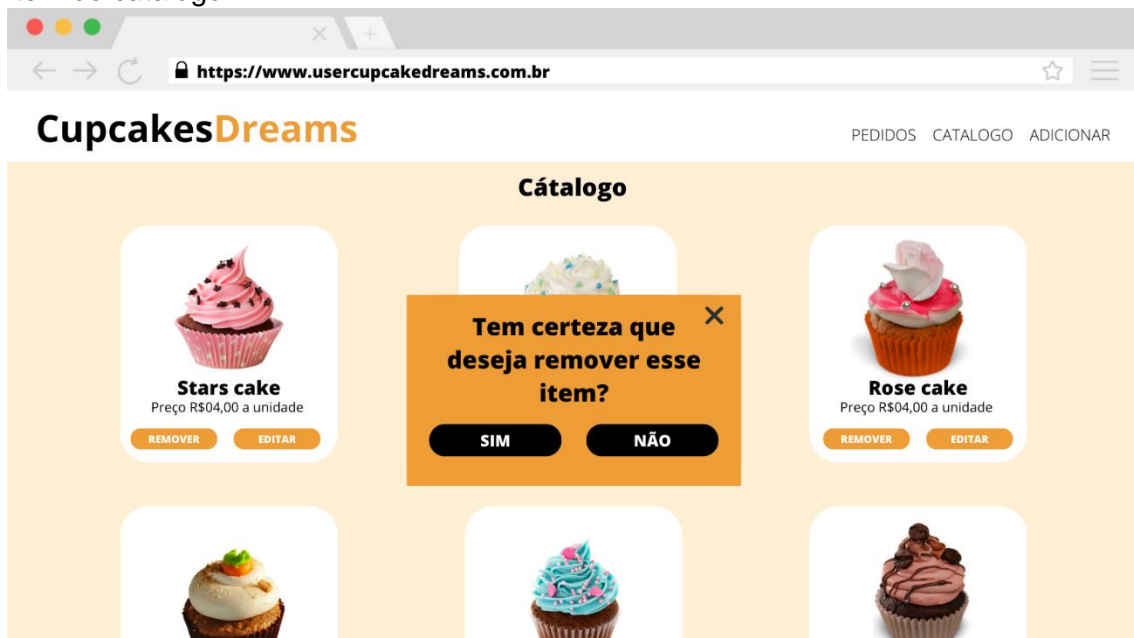 https://www.usercupcakedreams.com.br
CupcakesDreams
PEDIDOS CATALOGO ADICIONAR
Cátalogo
Tem certeza que
deseja remover esse
item?
SIM NÃO
Stars cake
Preço R$04,00 a unidade
REMOVER EDITAR
Rose cake
Preço R$04,00 a unidade
REMOVER EDITAR